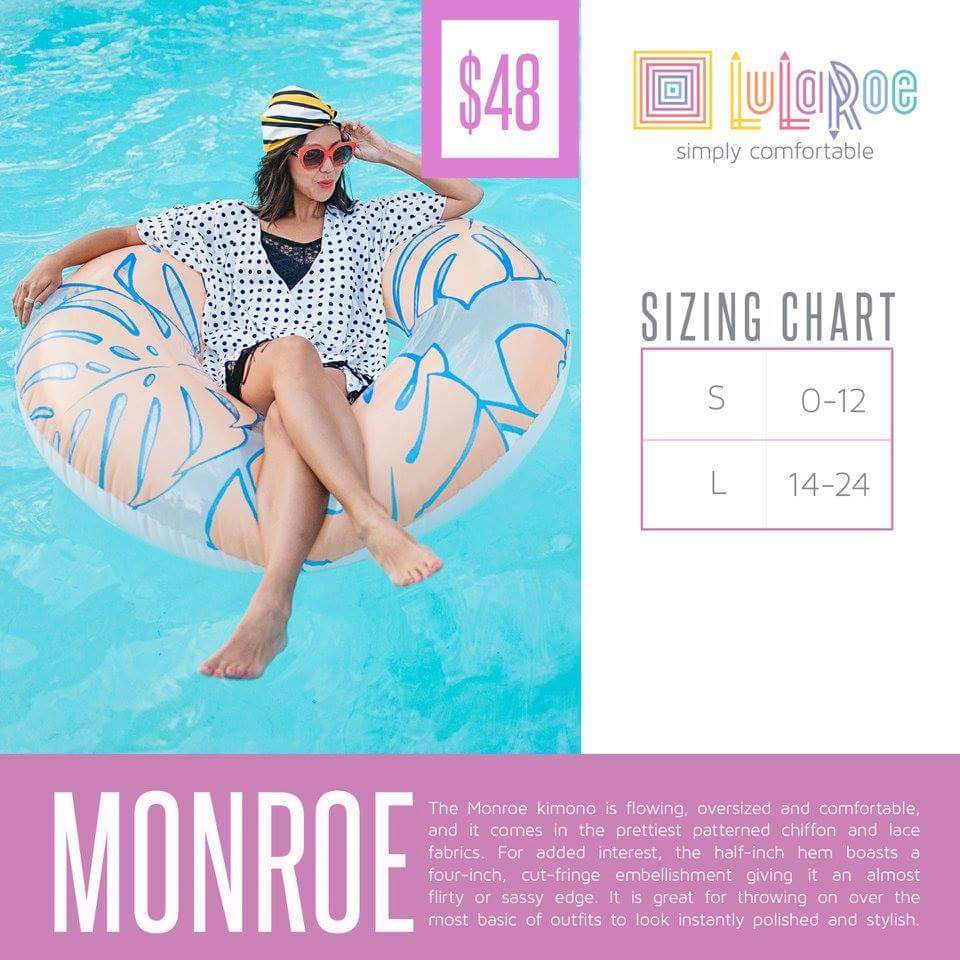 $48
LuLaRoe
simply comfortable
SIZING CHART
S 0-12
L 14-24
MONROE
The Monroe kimono is flowing, oversized and comfortable,
and it comes in the prettiest patterned chiffon and lace
fabrics. For added interest, the half-inch hem boasts a
four-inch, cut-fringe embellishment giving it an almost
flirty or sassy edge. It is great for throwing on over the
most basic of outfits to look instantly polished and stylish.